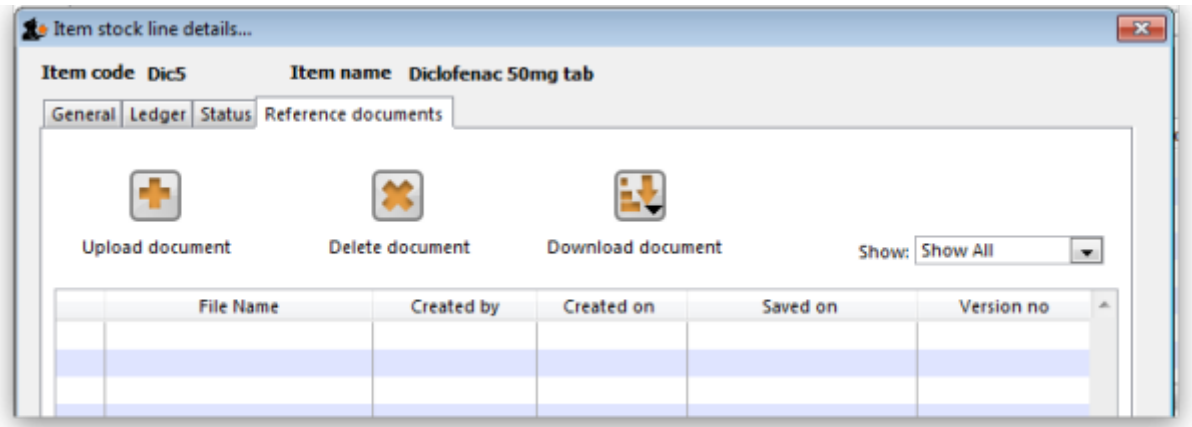 Item stock line details...
Item code Dic5 Item name Diclofenac 50mg tab
General Ledger Status Reference documents
Upload document Delete document Download document Show: Show All
File Name Created by Created on Saved on Version no